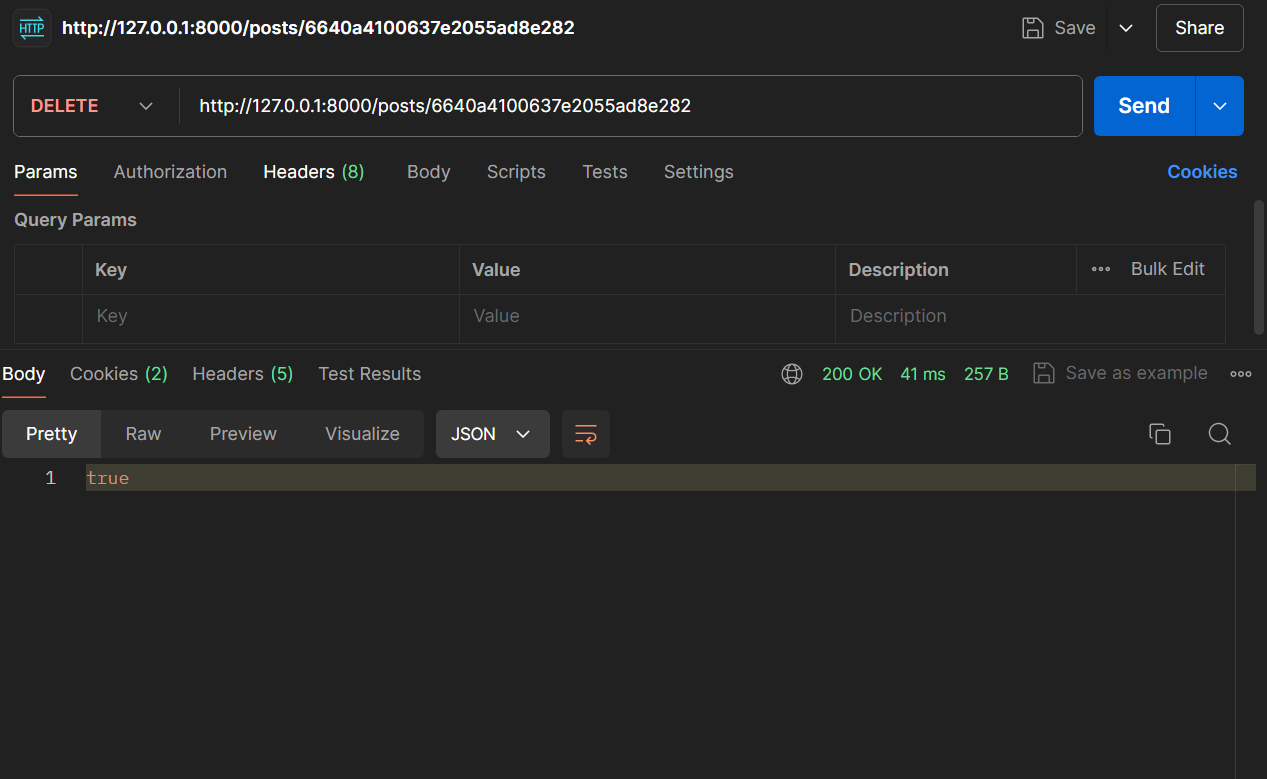 HTTP http://127.0.0.1:8000/posts/6640a4100637e2055ad8e282 Save Share
DELETE http://127.0.0.1:8000/posts/6640a4100637e2055ad8e282 Send
Params Authorization Headers (8) Body Scripts Tests Settings Cookies
Query Params
Key Value Description Bulk Edit
Key Value Description
Body Cookies (2) Headers (5) Test Results 200 OK 41 ms 257 B Save as example
Pretty Raw Preview Visualize JSON
1 true